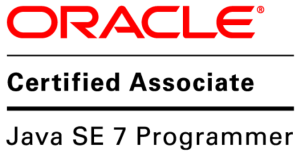 ORACLE®
Certified Associate
Java SE 7 Programmer